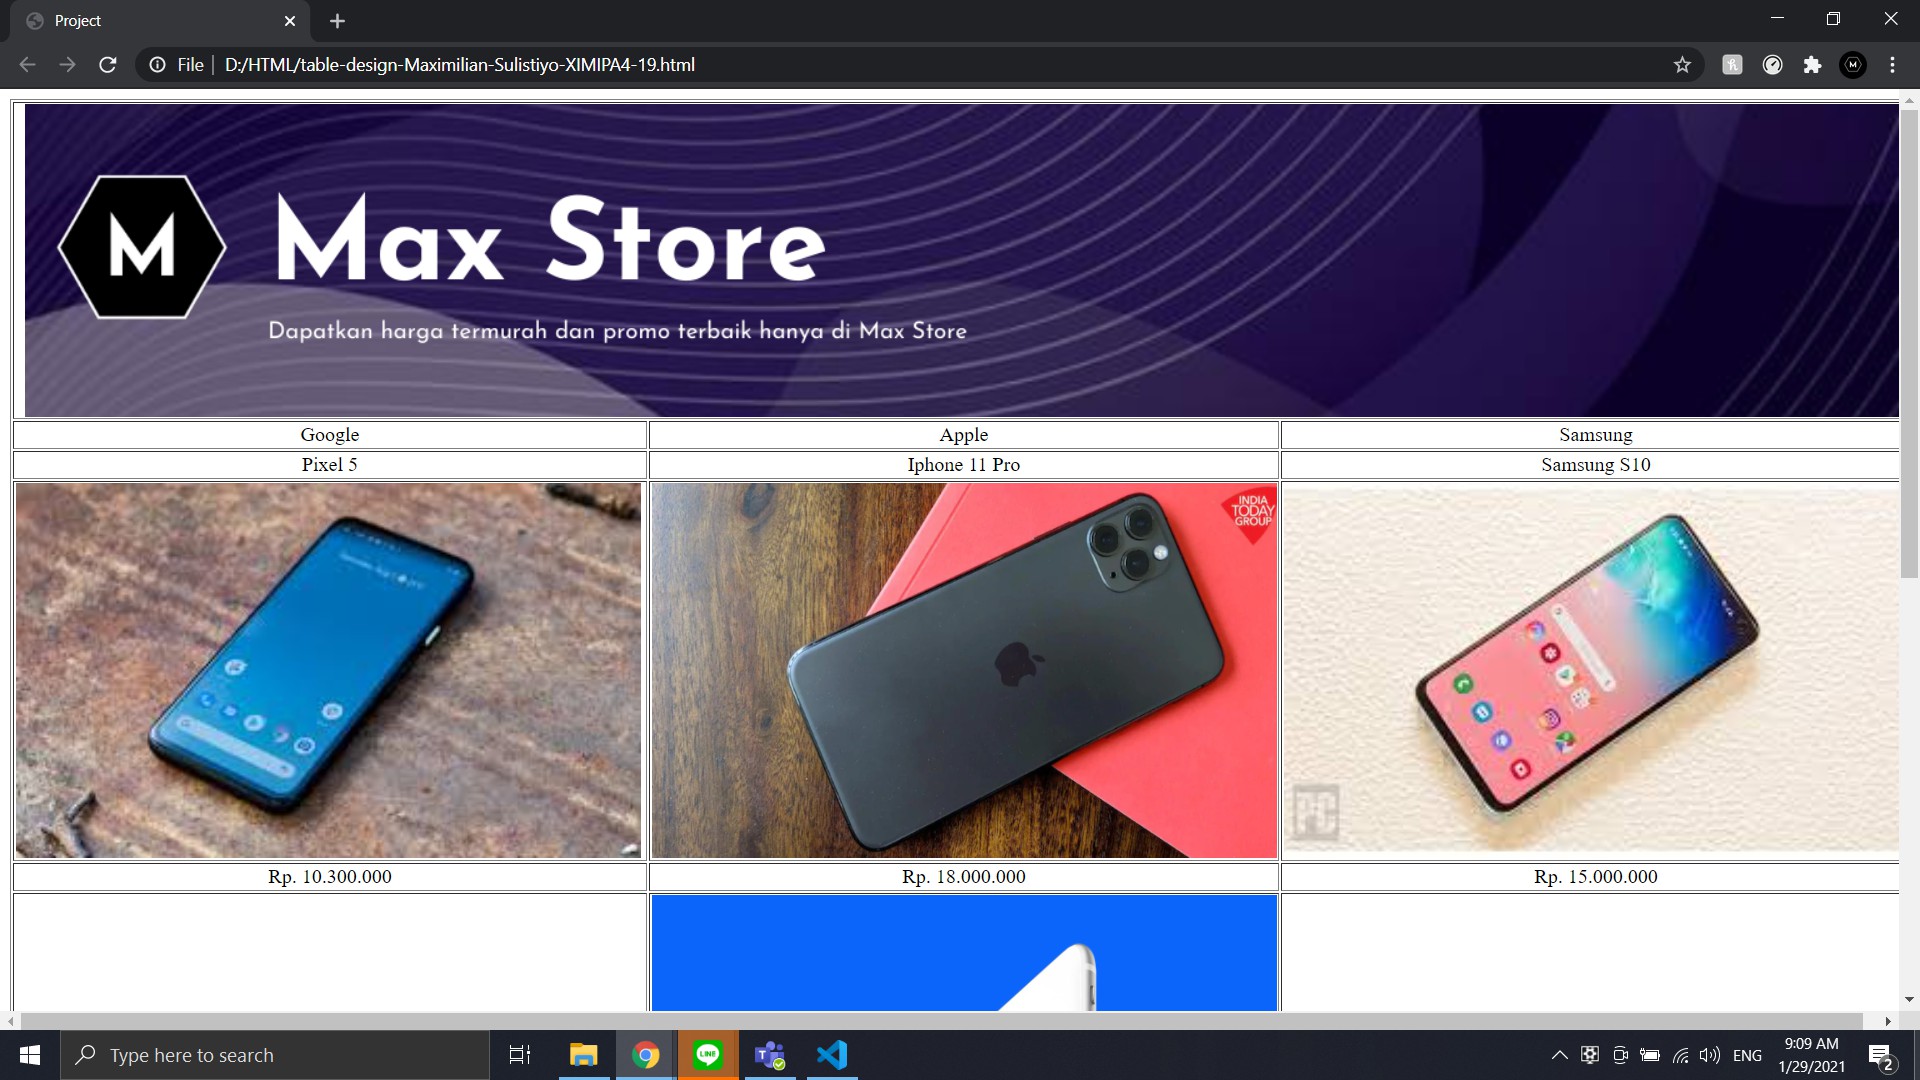 Project
File
D:/HTML/table-design-Maximilian-Sulistiyo-XIMIPA4-19.html
M
M
Max Store
Dapatkan harga termurah dan promo terbaik hanya di Max Store
Google
Apple
Samsung
Pixel 5
Iphone 11 Pro
Samsung S10
INDIA
TODAY
GROUP
PC
Rp. 10.300.000
Rp. 18.000.000
Rp. 15.000.000
Type here to search
LINE
T
ENG
9:09 AM
1/29/2021
2